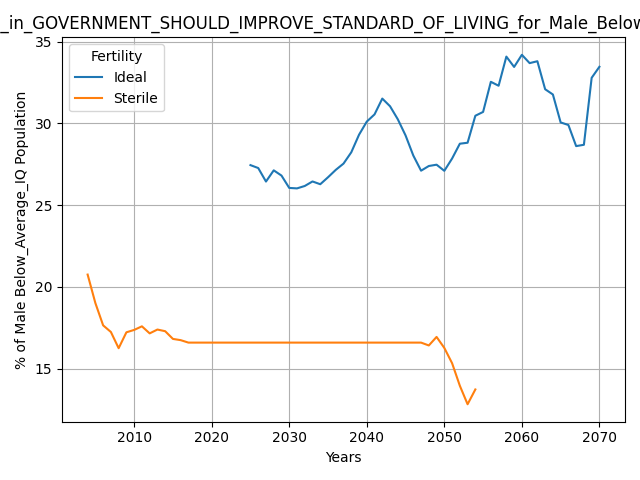 _in_GOVERNMENT_SHOULD_IMPROVE_STANDARD_OF_LIVING_for_Male_Below
Fertility
Ideal
Sterile
% of Male Below_Average_IQ Population
35
30
25
20
15
2010
2020
2030
2040
2050
2060
2070
Years